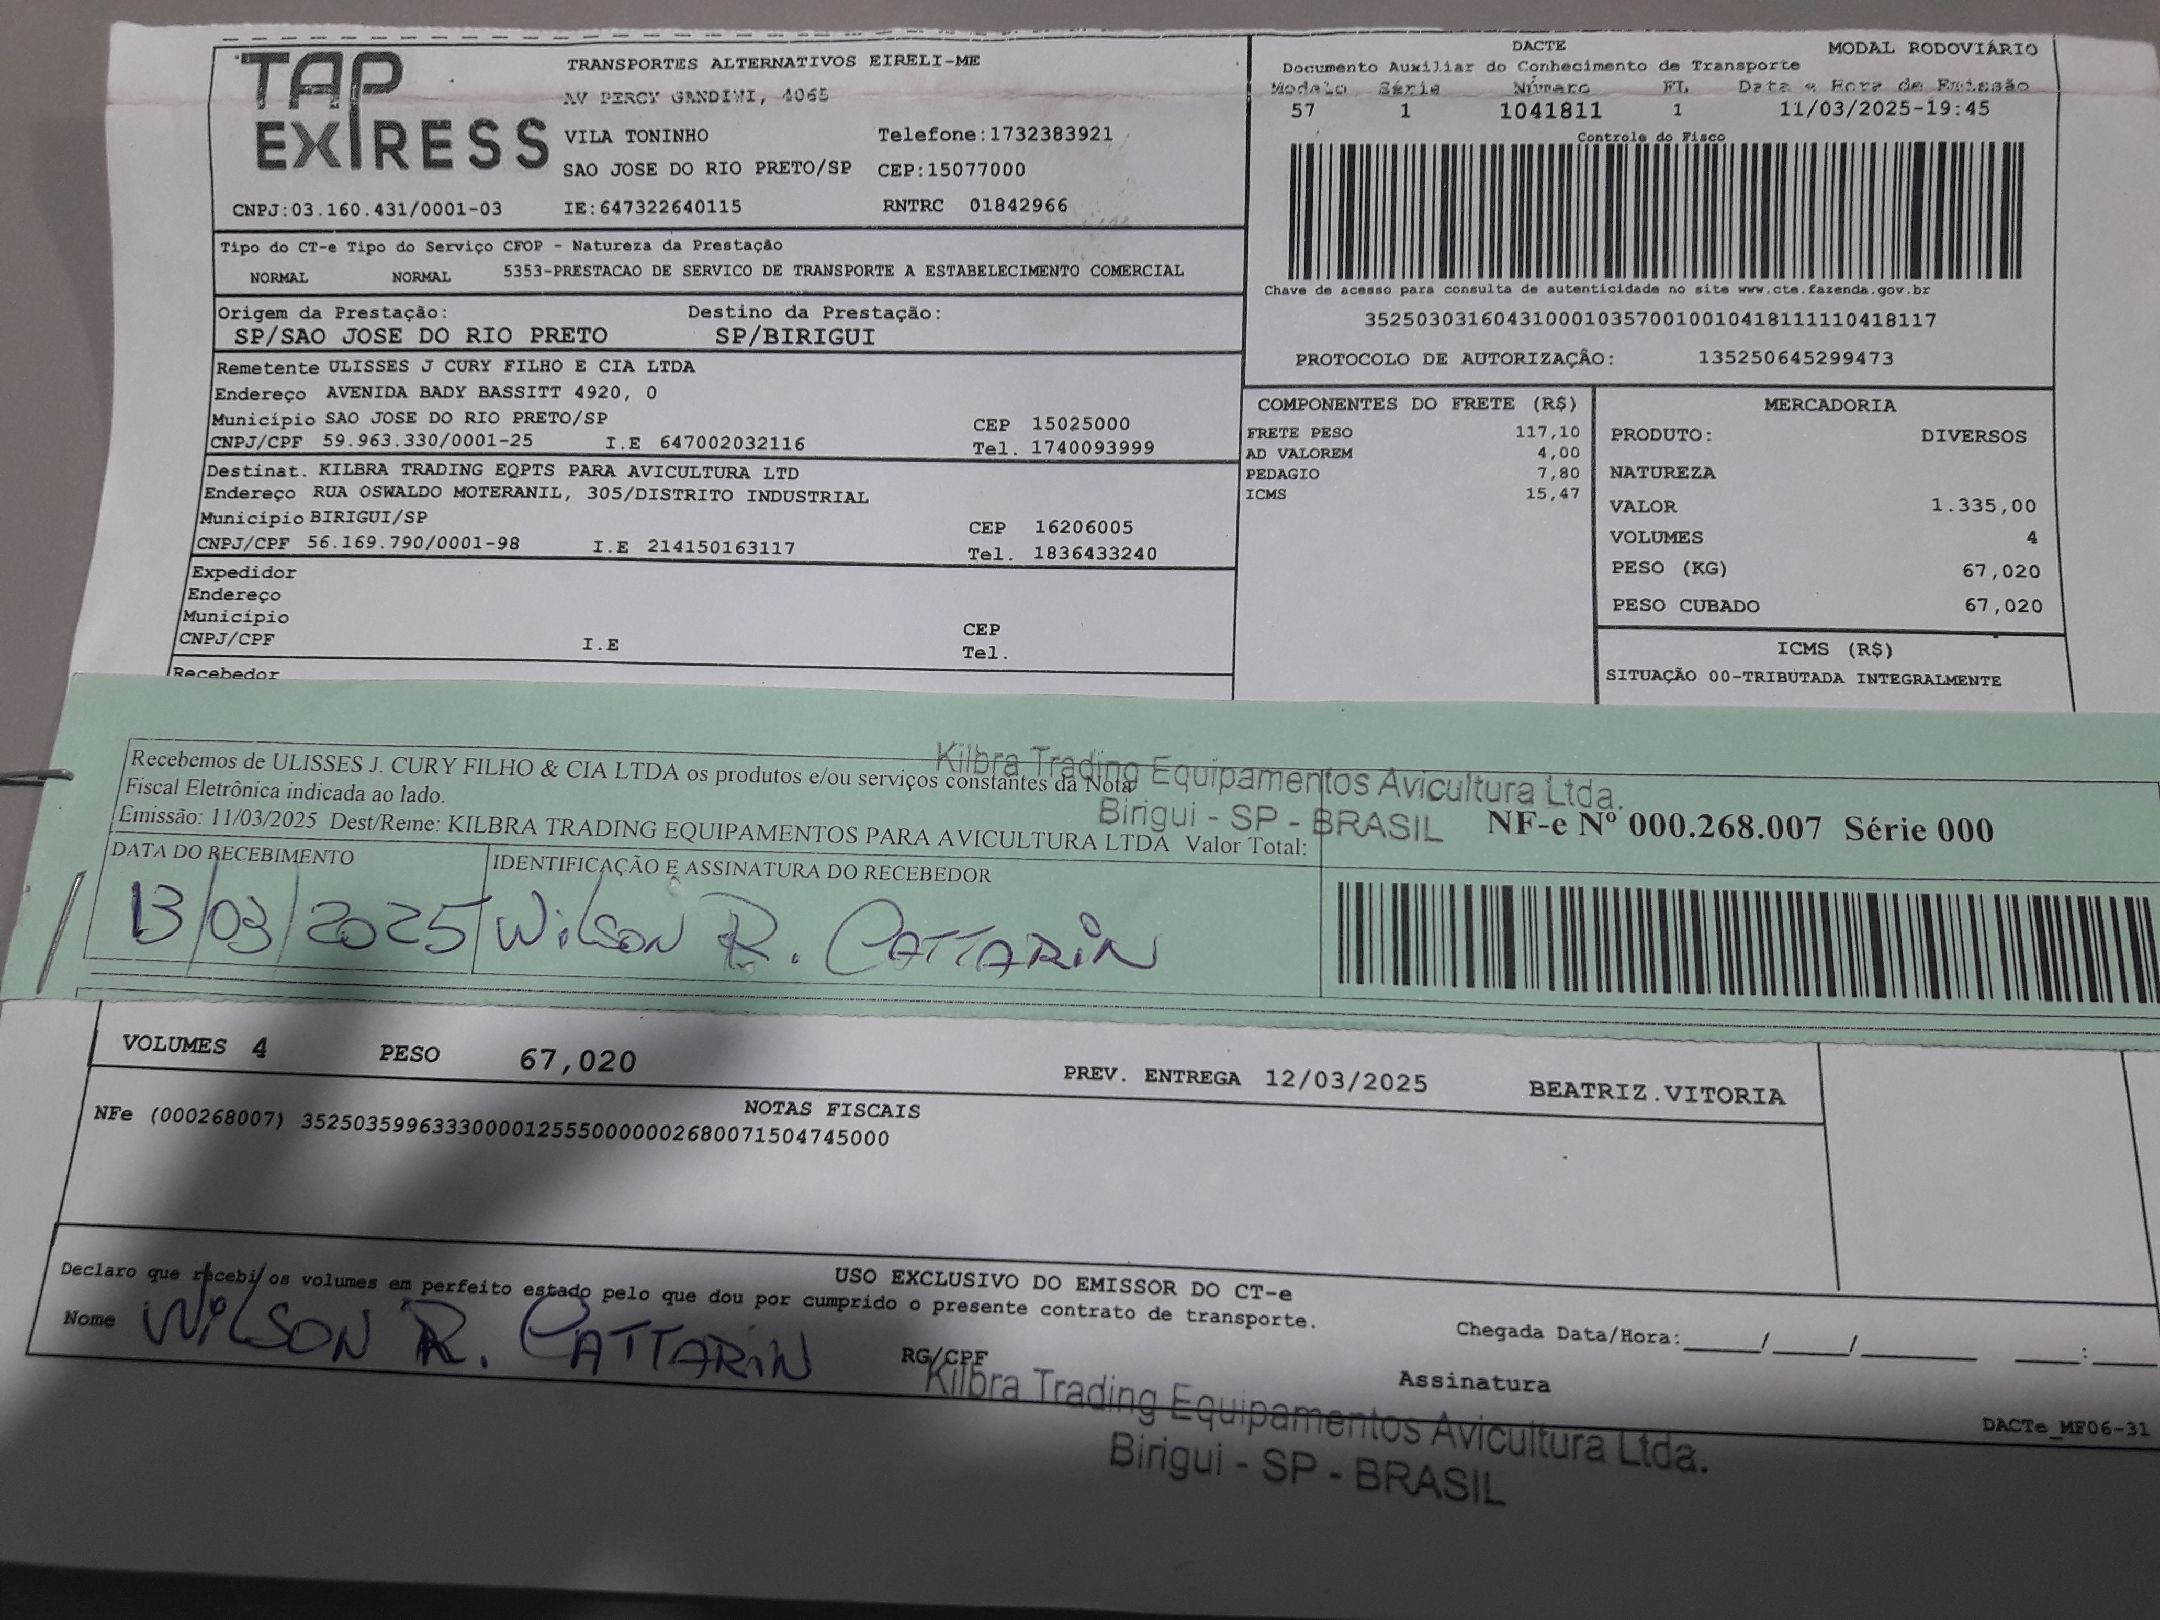 TAP
EXPRESS
TRANSPORTES ALTERNATIVOS EIRELI-ME
AV PERCY GANDINI, 4065
VILA TONINHO Telefone:1732383921
SAO JOSE DO RIO PRETO/SP CEP:15077000
CNPJ:03.160.431/0001-03 IE:647322640115 RNTRC 01842966
DACTE MODAL RODOVIÁRIO
Documento Auxiliar do Conhecimento de Transporte
Modelo Série Número FL Data e Hora de Emissão
57 1 1041811 1 11/03/2025-19:45
Controle do Fisco
Chave de acesso para consulta de autenticidade no site www.cte.fazenda.gov.br
35250303160431000103570010010418111110418117
PROTOCOLO DE AUTORIZAÇÃO: 135250645299473
Tipo do CT-e Tipo do Serviço CFOP - Natureza da Prestação
NORMAL NORMAL 5353-PRESTACAO DE SERVICO DE TRANSPORTE A ESTABELECIMENTO COMERCIAL
Origem da Prestação: Destino da Prestação:
SP/SAO JOSE DO RIO PRETO SP/BIRIGUI
Remetente ULISSES J CURY FILHO E CIA LTDA
Endereço AVENIDA BADY BASSITT 4920, 0
Município SAO JOSE DO RIO PRETO/SP CEP 15025000
CNPJ/CPF 59.963.330/0001-25 I.E 647002032116 Tel. 1740093999
Destinat. KILBRA TRADING EQPTS PARA AVICULTURA LTD
Endereço RUA OSWALDO MOTERANIL, 305/DISTRITO INDUSTRIAL
Município BIRIGUI/SP CEP 16206005
CNPJ/CPF 56.169.790/0001-98 I.E 214150163117 Tel. 1836433240
Expedidor
Endereço
Município CEP
CNPJ/CPF I.E Tel.
Recebedor
COMPONENTES DO FRETE (R$)
FRETE PESO 117,10
AD VALOREM 4,00
PEDAGIO 7,80
ICMS 15,47
MERCADORIA
PRODUTO: DIVERSOS
NATUREZA
VALOR 1.335,00
VOLUMES 4
PESO (KG) 67,020
PESO CUBADO 67,020
ICMS (R$)
SITUAÇÃO 00-TRIBUTADA INTEGRALMENTE
Recebemos de ULISSES J. CURY FILHO & CIA LTDA os produtos e/ou serviços constantes da Nota
Fiscal Eletrônica indicada ao lado.
Emissão: 11/03/2025 Dest/Reme: KILBRA TRADING EQUIPAMENTOS PARA AVICULTURA LTDA Valor Total:
Kilbra Trading Equipamentos Avicultura Ltda.
Birigui - SP - BRASIL
NF-e Nº 000.268.007 Série 000
DATA DO RECEBIMENTO IDENTIFICAÇÃO E ASSINATURA DO RECEBEDOR
13/03/2025 Wilson R. Cattarin
VOLUMES 4 PESO 67,020 PREV. ENTREGA 12/03/2025 BEATRIZ.VITORIA
NOTAS FISCAIS
NFe (000268007) 35250359963330000125550000002680071504745000
USO EXCLUSIVO DO EMISSOR DO CT-e
Declaro que recebi os volumes em perfeito estado pelo que dou por cumprido o presente contrato de transporte.
Nome Wilson R. Cattarin RG/CPF Chegada Data/Hora:_____/_____/_______ ____:____
Assinatura
Kilbra Trading Equipamentos Avicultura Ltda.
Birigui - SP - BRASIL
DACTe_MF06-31